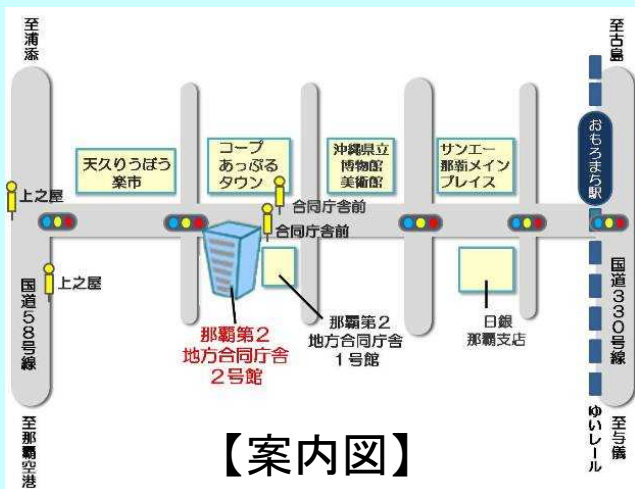 至浦添
至古島
天久りうぼう
楽市
コープ
あっぷる
タウン
沖縄県立
博物館
美術館
サンエー
那覇メイン
プレイス
おもろまち駅
上之屋
合同庁舎前
合同庁舎前
上之屋
国道58号線
国道330号線
那覇第2
地方合同庁舎
2号館
那覇第2
地方合同庁舎
1号館
日銀
那覇支店
至那覇空港
ゆいレール
至与儀
【案内図】